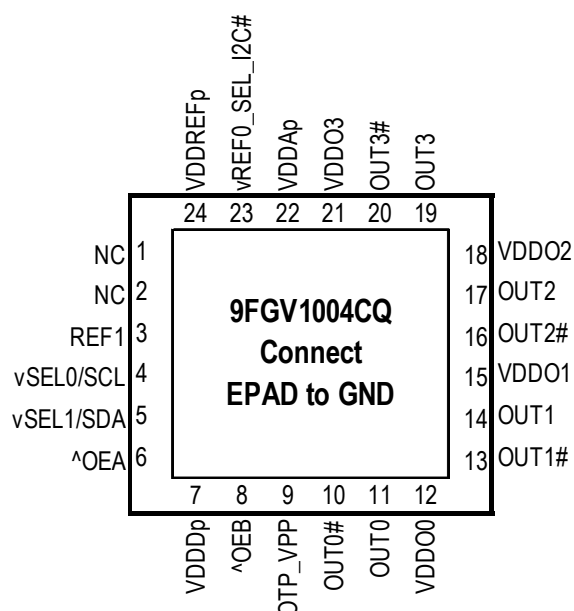 VDDREFp
vREF0_SEL_I2C#
VDDAp
VDDO3
OUT3#
OUT3
24 23 22 21 20 19
NC 1
NC 2
REF1 3
vSEL0/SCL 4
vSEL1/SDA 5
^OEA 6
9FGV1004CQ
Connect
EPAD to GND
18 VDDO2
17 OUT2
16 OUT2#
15 VDDO1
14 OUT1
13 OUT1#
7 8 9 10 11 12
VDDDp
^OEB
OTP_VPP
OUT0#
OUT0
VDDO0